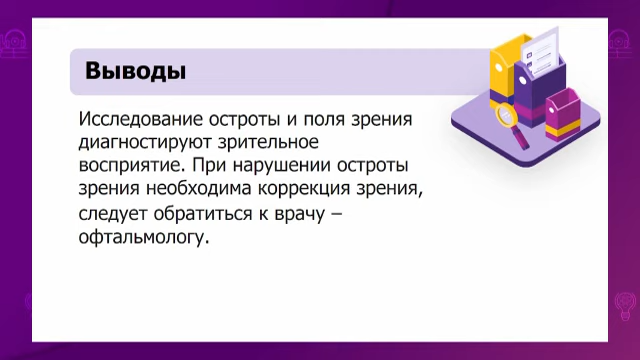 Выводы
Исследование остроты и поля зрения
диагностируют зрительное
восприятие. При нарушении остроты
зрения необходима коррекция зрения,
следует обратиться к врачу –
офтальмологу.